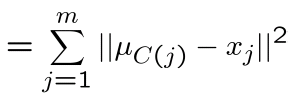 = \sum_{j=1}^{m} ||\mu_{C(j)} - x_j||^2